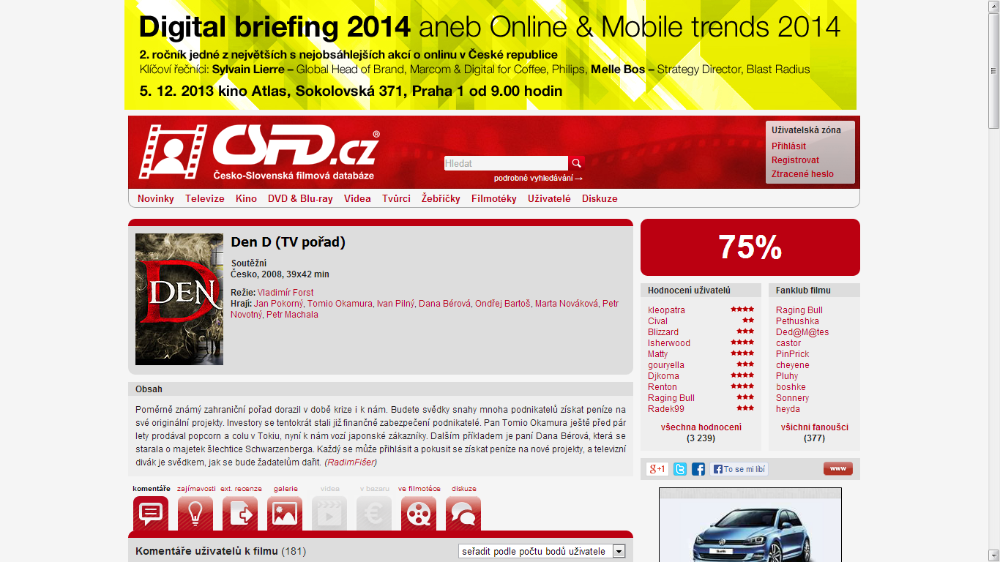 Digital briefing 2014 aneb Online & Mobile trends 2014
2. ročník jedné z největších s nejobsáhlejších akcí o onlinu v České republice
Klíčoví řečníci: Sylvain Lierre – Global Head of Brand, Marcom & Digital for Coffee, Philips, Melle Bos – Strategy Director, Blast Radius
5. 12. 2013 kino Atlas, Sokolovská 371, Praha 1 od 9.00 hodin
ČSFD.cz®
Česko-Slovenská filmová databáze
Hledat
podrobné vyhledávání →
Uživatelská zóna
Přihlásit
Registrovat
Ztracené heslo
Novinky Televize Kino DVD & Blu-ray Videa Tvůrci Žebříčky Filmotéky Uživatelé Diskuze
DEN D
Den D (TV pořad)
Soutěžní
Česko, 2008, 39x42 min
Režie: Vladimír Forst
Hrají: Jan Pokorný, Tomio Okamura, Ivan Pilný, Dana Bérová, Ondřej Bartoš, Marta Nováková, Petr
Novotný, Petr Machala
75%
Hodnocení uživatelů
kleopatra ★★★★
Cival ★★
Blizzard ★★★
Isherwood ★★★★
Matty ★★★★
gouryella ★★★
Djkoma ★★★★
Renton ★★★★
Raging Bull ★★★
Radek99 ★★★
všechna hodnocení
(3 239)
Fanklub filmu
Raging Bull
Pethushka
Ded@M@tes
castor
PinPrick
cheyene
Pluhy
boshke
Sonnery
heyda
všichni fanoušci
(377)
Obsah
Poměrně známý zahraniční pořad dorazil v době krize i k nám. Budete svědky snahy mnoha podnikatelů získat peníze na
své originální projekty. Investory se tentokrát stali již finančně zabezpečení podnikatelé. Pan Tomio Okamura ještě před pár
lety prodával popcorn a colu v Tokiu, nyní k nám vozí japonské zákazníky. Dalším příkladem je paní Dana Bérová, která se
starala o majetek šlechtice Schwarzenberga. Každý se může přihlásit a pokusit se získat peníze na nové projekty, a televizní
divák je svědkem, jak se bude žadatelům dařit. (RadimFišer)
g+1 To se mi líbí www
komentáře zajímavosti ext. recenze galerie videa v bazaru ve filmotéce diskuze
Komentáře uživatelů k filmu (181)
seřadit podle počtu bodů uživatele